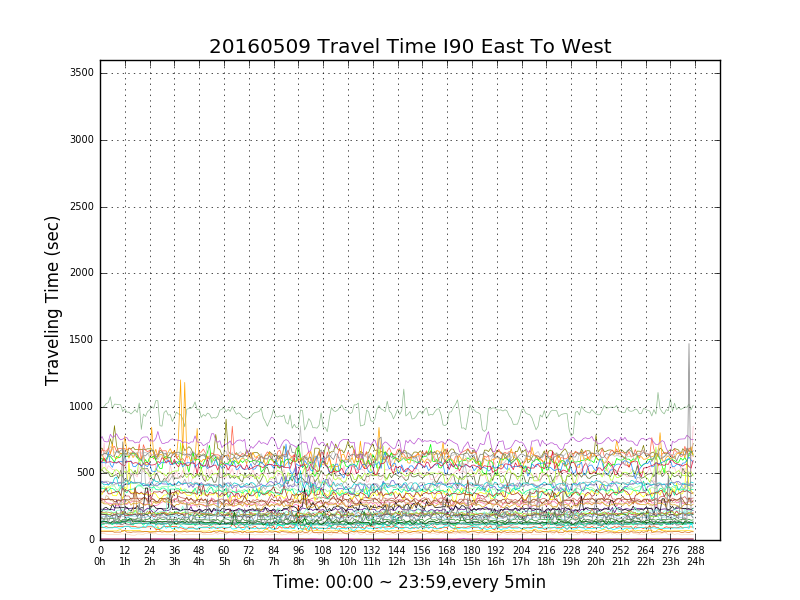 20160509 Travel Time I90 East To West
3500
3000
2500
2000
1500
1000
500
0
Traveling Time (sec)
0 12 24 36 48 60 72 84 96 108 120 132 144 156 168 180 192 204 216 228 240 252 264 276 288
0h 1h 2h 3h 4h 5h 6h 7h 8h 9h 10h 11h 12h 13h 14h 15h 16h 17h 18h 19h 20h 21h 22h 23h 24h
Time: 00:00 ~ 23:59,every 5min